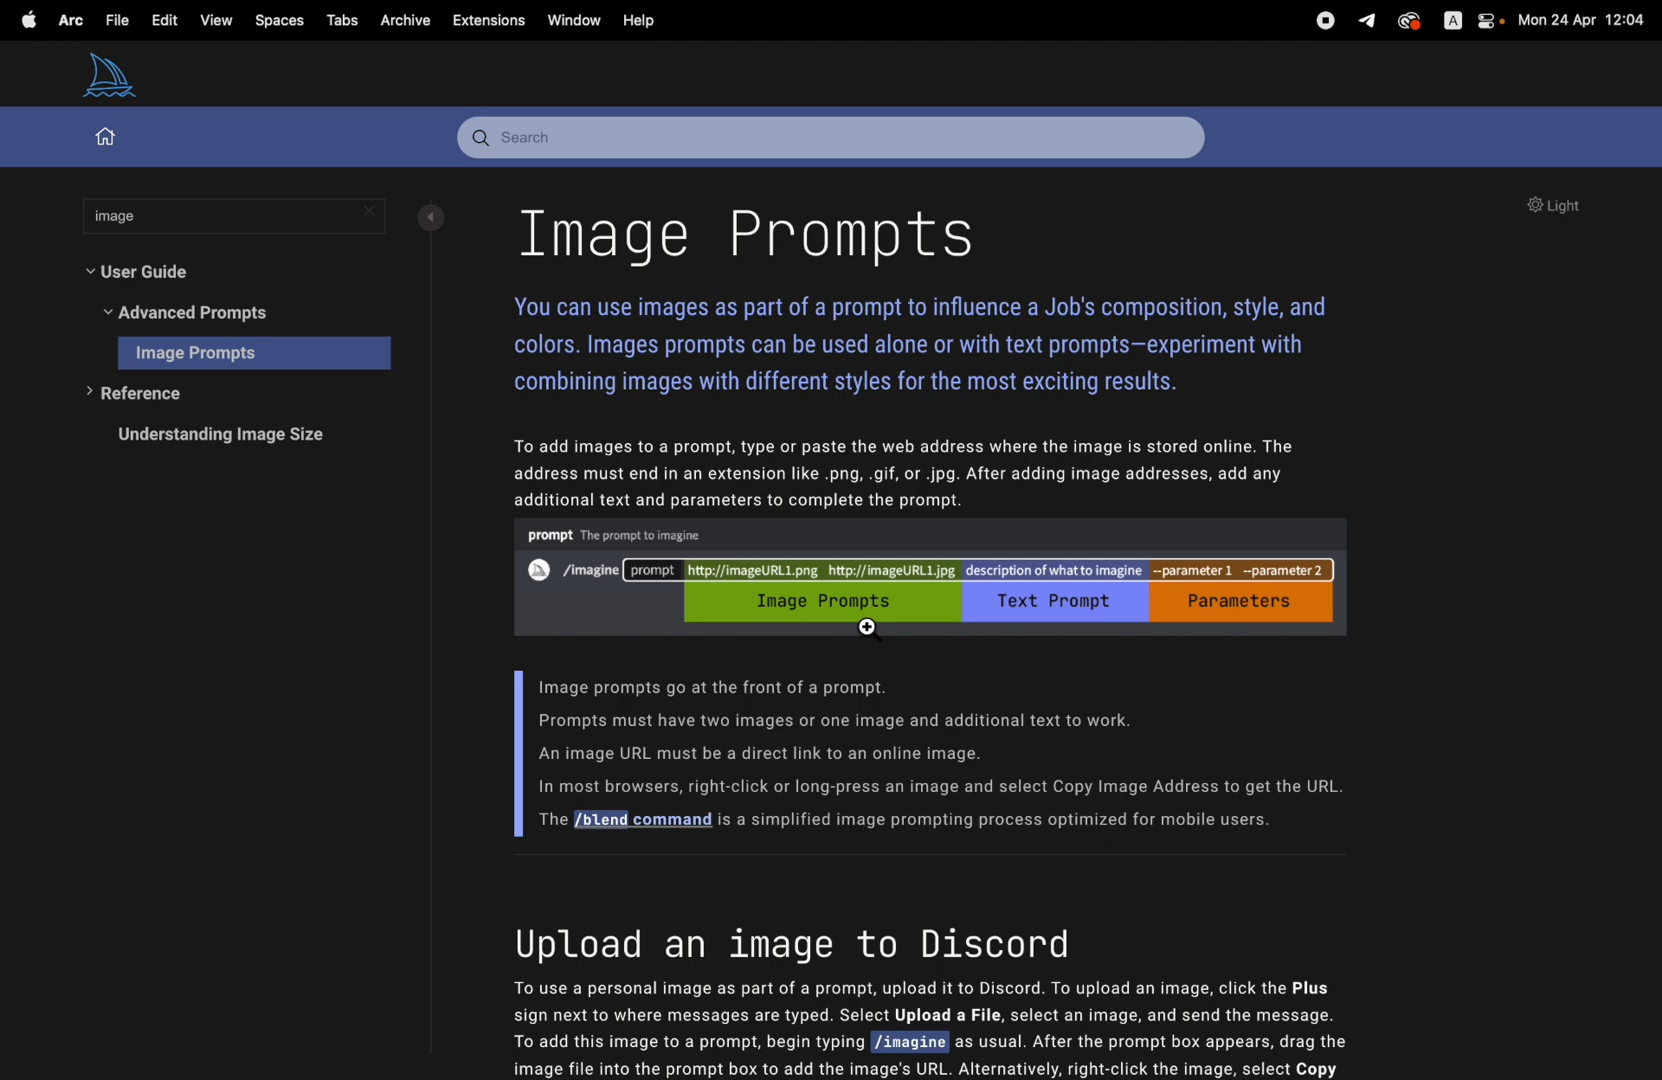 Arc File Edit View Spaces Tabs Archive Extensions Window Help A Mon 24 Apr 12:04
Search
image
Light
User Guide
Advanced Prompts
Image Prompts
Reference
Understanding Image Size
Image Prompts
You can use images as part of a prompt to influence a Job's composition, style, and
colors. Images prompts can be used alone or with text prompts—experiment with
combining images with different styles for the most exciting results.
To add images to a prompt, type or paste the web address where the image is stored online. The
address must end in an extension like .png, .gif, or .jpg. After adding image addresses, add any
additional text and parameters to complete the prompt.
prompt The prompt to imagine
/imagine prompt http://imageURL1.png http://imageURL1.jpg description of what to imagine --parameter 1 --parameter 2
Image Prompts Text Prompt Parameters
Image prompts go at the front of a prompt.
Prompts must have two images or one image and additional text to work.
An image URL must be a direct link to an online image.
In most browsers, right-click or long-press an image and select Copy Image Address to get the URL.
The /blend command is a simplified image prompting process optimized for mobile users.
Upload an image to Discord
To use a personal image as part of a prompt, upload it to Discord. To upload an image, click the Plus
sign next to where messages are typed. Select Upload a File, select an image, and send the message.
To add this image to a prompt, begin typing /imagine as usual. After the prompt box appears, drag the
image file into the prompt box to add the image's URL. Alternatively, right-click the image, select Copy